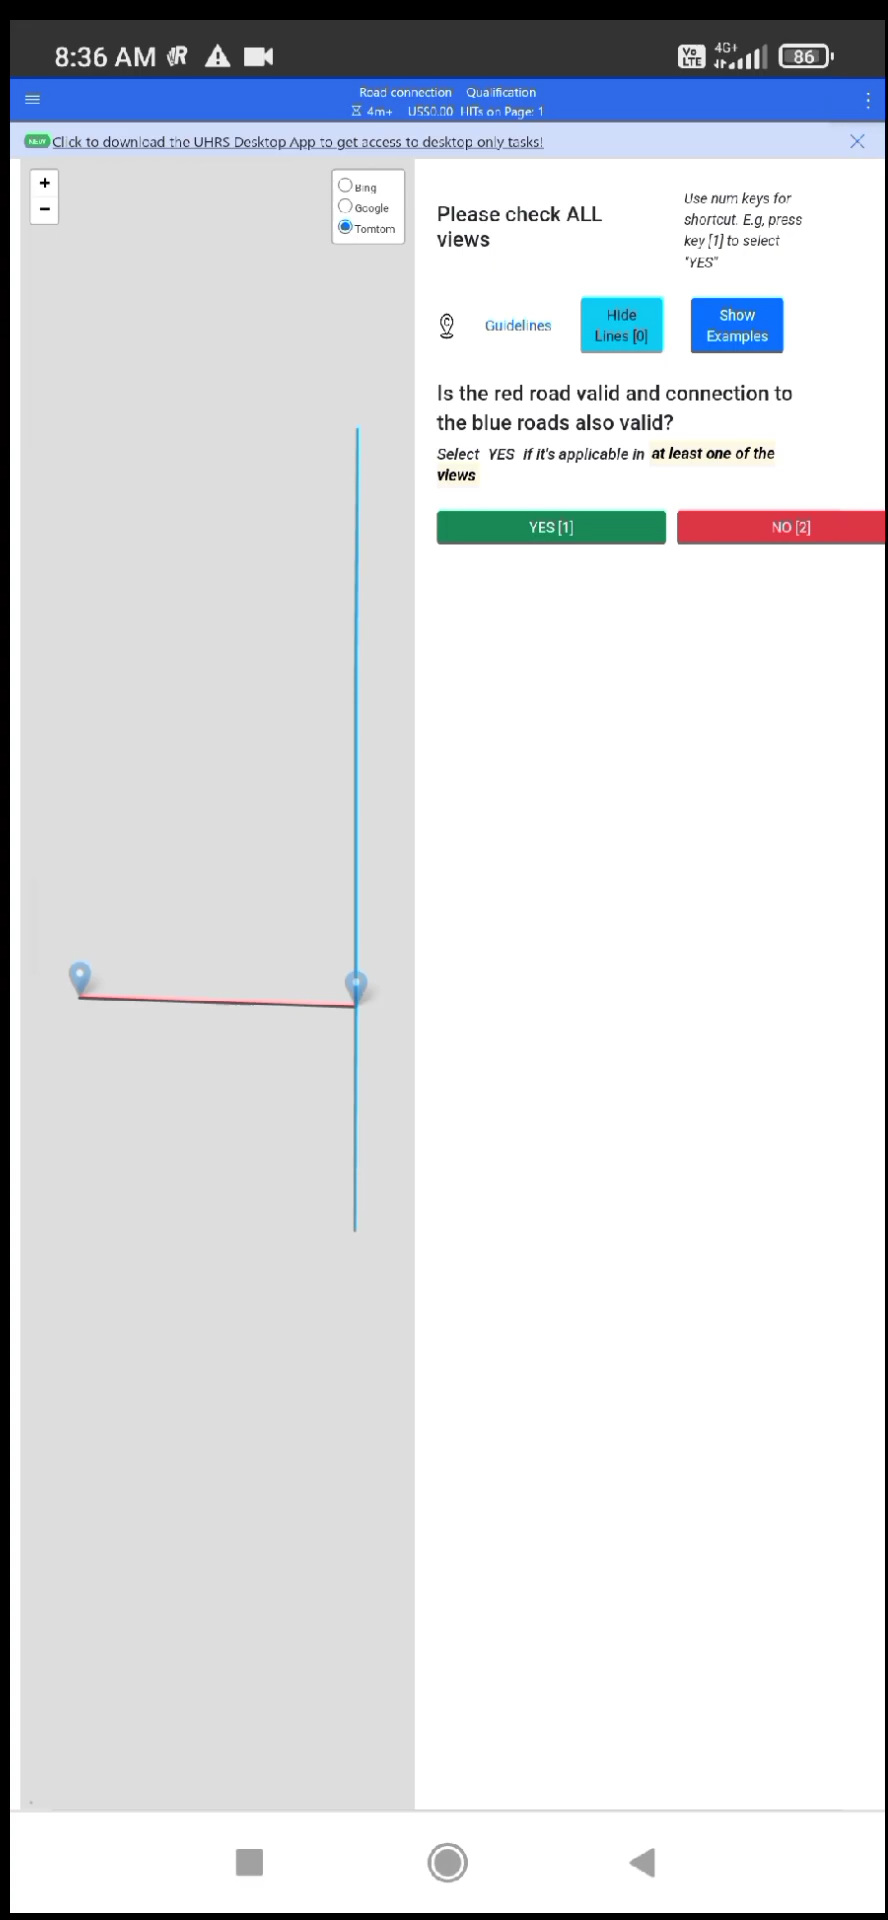 8:36 AM
Vo LTE 4G+ 86
Road connection Qualification
4m+ US$0.00 HITs on Page: 1
NEW Click to download the UHRS Desktop App to get access to desktop only tasks!
+
−
Bing
Google
Tomtom
Please check ALL
views
Use num keys for
shortcut. E.g, press
key [1] to select
"YES"
Guidelines
Hide
Lines [0]
Show
Examples
Is the red road valid and connection to
the blue roads also valid?
Select YES if it's applicable in at least one of the
views
YES [1]
NO [2]